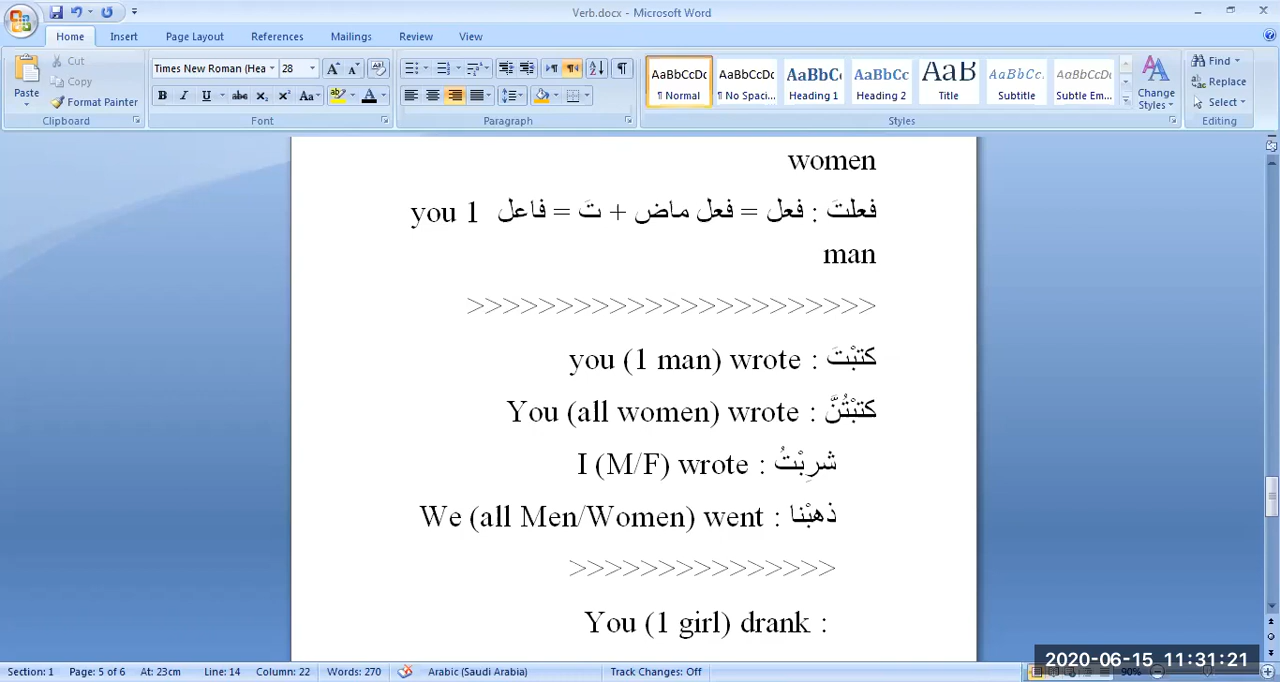 Verb.docx - Microsoft Word
Home Insert Page Layout References Mailings Review View
Paste
Cut
Copy
Format Painter
Clipboard
Times New Roman (Hea 28
Font
Paragraph
AaBbCcDc AaBbCcDc AaBbC AaBbCc AaB AaBbCc. AaBbCcDc
¶ Normal ¶ No Spaci... Heading 1 Heading 2 Title Subtitle Subtle Em...
Change Styles
Styles
Find
Replace
Select
Editing
women
فعلتَ : فعل = فعل ماض + تَ = فاعل you 1
man
>>>>>>>>>>>>>>>>>>>>>>>
كتبْتَ : you (1 man) wrote
كتبْتُنَّ : You (all women) wrote
شرِبْتُ : I (M/F) wrote
ذهبْنا : We (all Men/Women) went
>>>>>>>>>>>>>>>
You (1 girl) drank :
Section: 1 Page: 5 of 6 At: 23cm Line: 14 Column: 22 Words: 270 Arabic (Saudi Arabia) Track Changes: Off 90%
2020-06-15 11:31:21